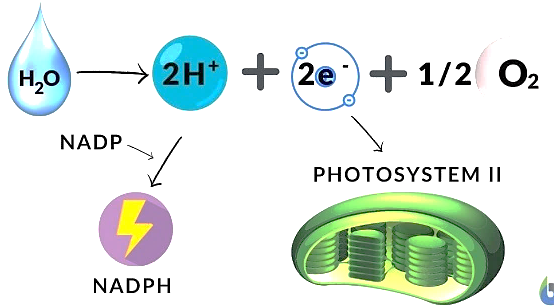 H₂O → 2H⁺ + 2e⁻ + 1/2 O₂
NADP
PHOTOSYSTEM II
NADPH